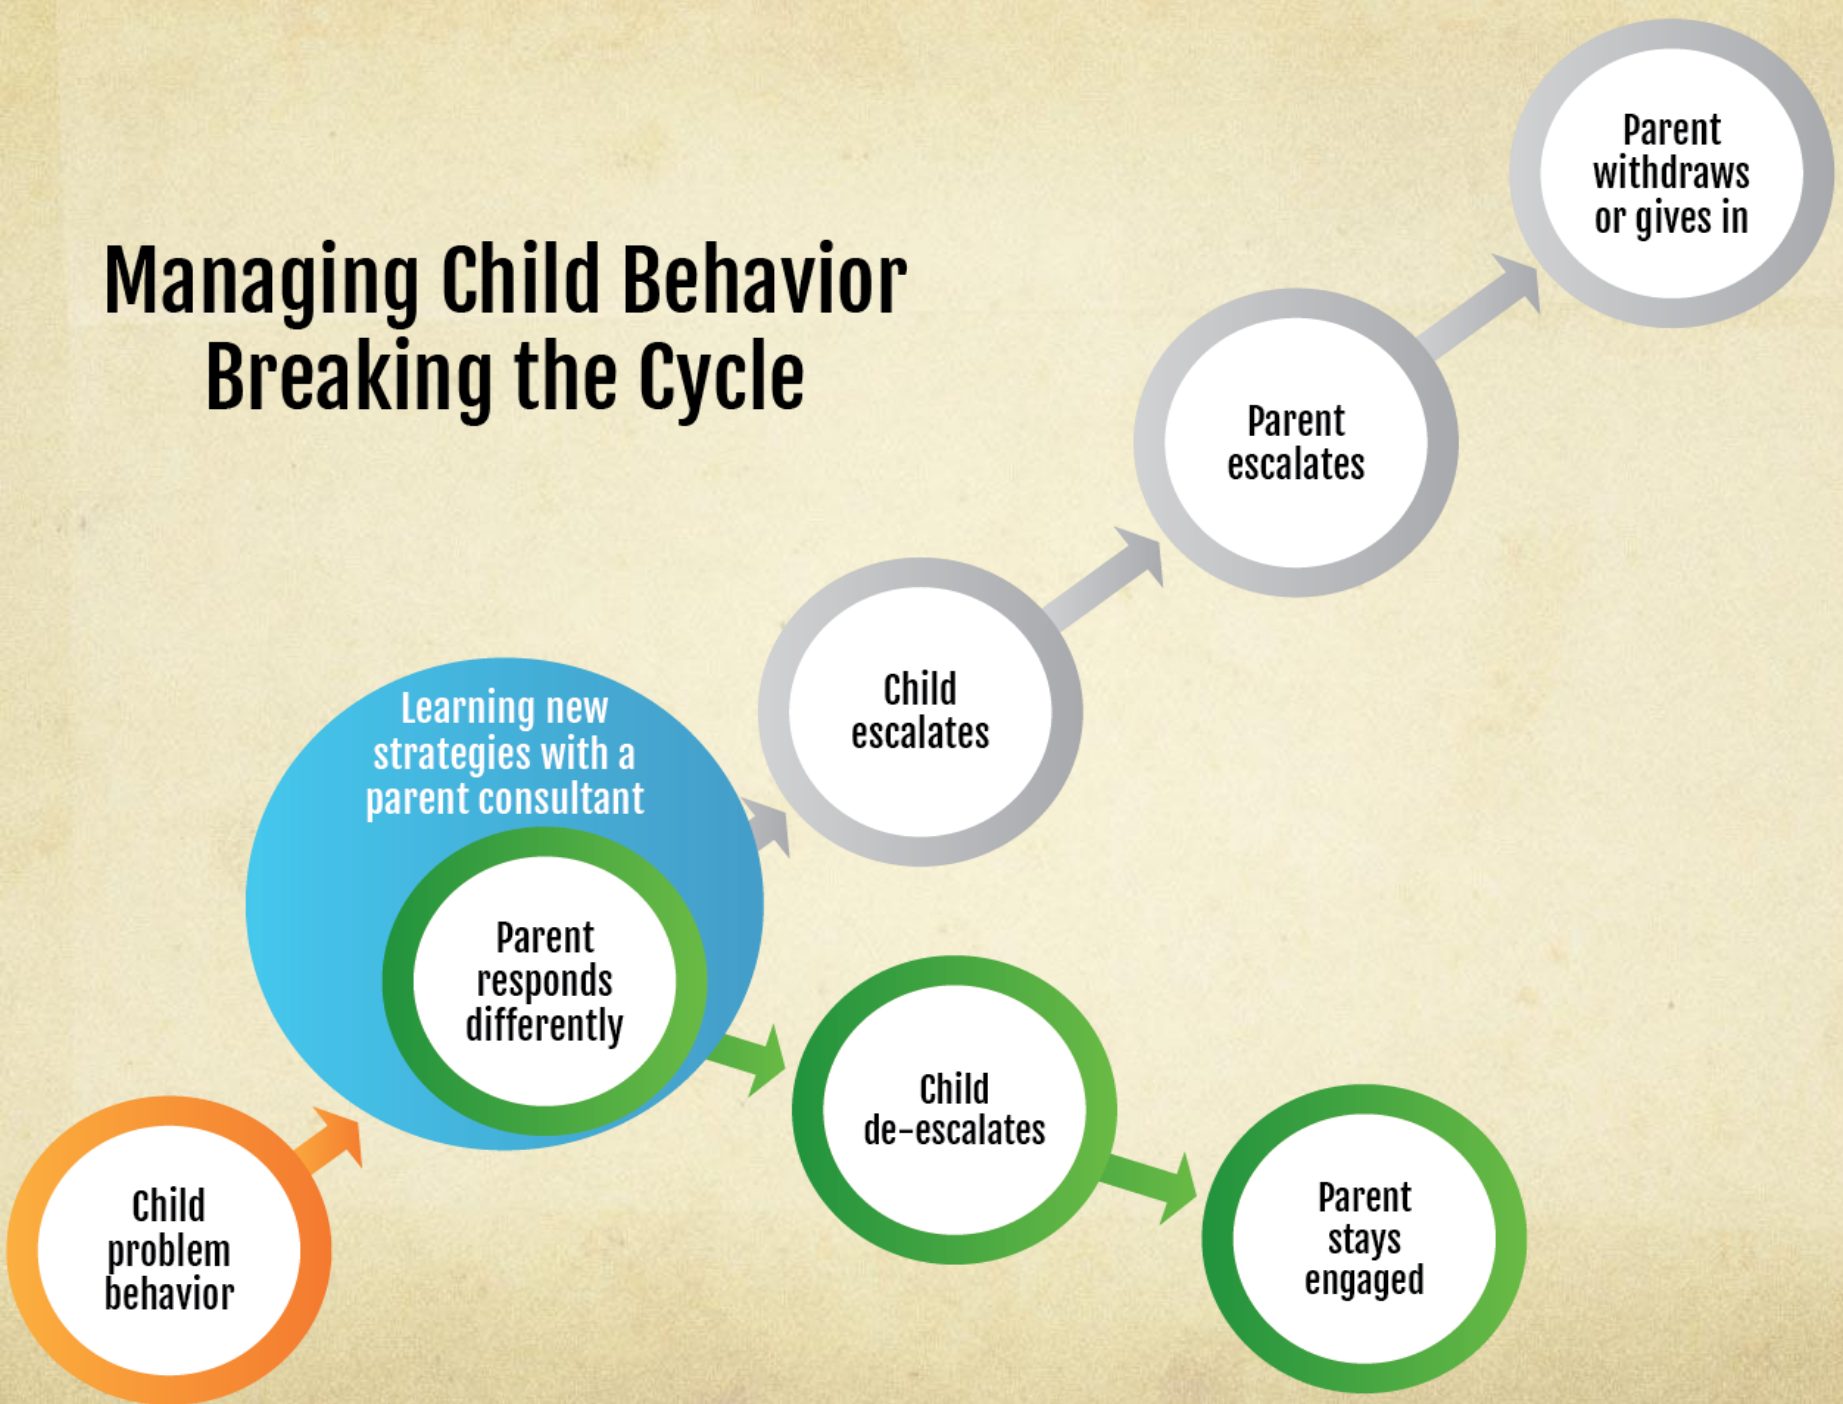 Managing Child Behavior
Breaking the Cycle
Parent
withdraws
or gives in
Parent
escalates
Child
escalates
Learning new
strategies with a
parent consultant
Parent
responds
differently
Child
de-escalates
Child
problem
behavior
Parent
stays
engaged